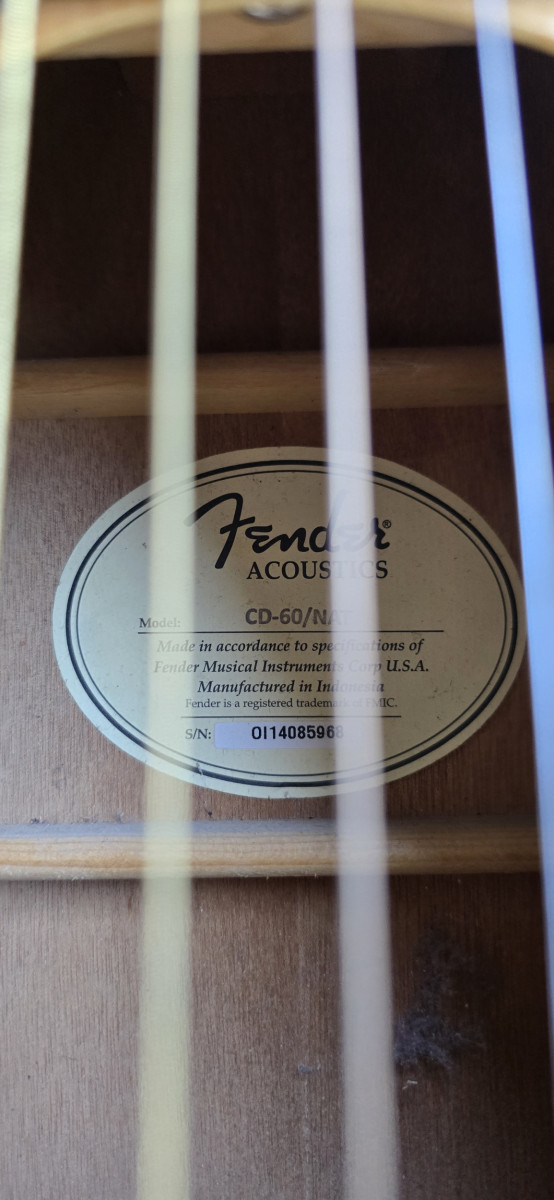 Fender®
ACOUSTICS
Model: CD-60/NAT
Made in accordance to specifications of
Fender Musical Instruments Corp U.S.A.
Manufactured in Indonesia
Fender is a registered trademark of FMIC.
S/N: OI14085968